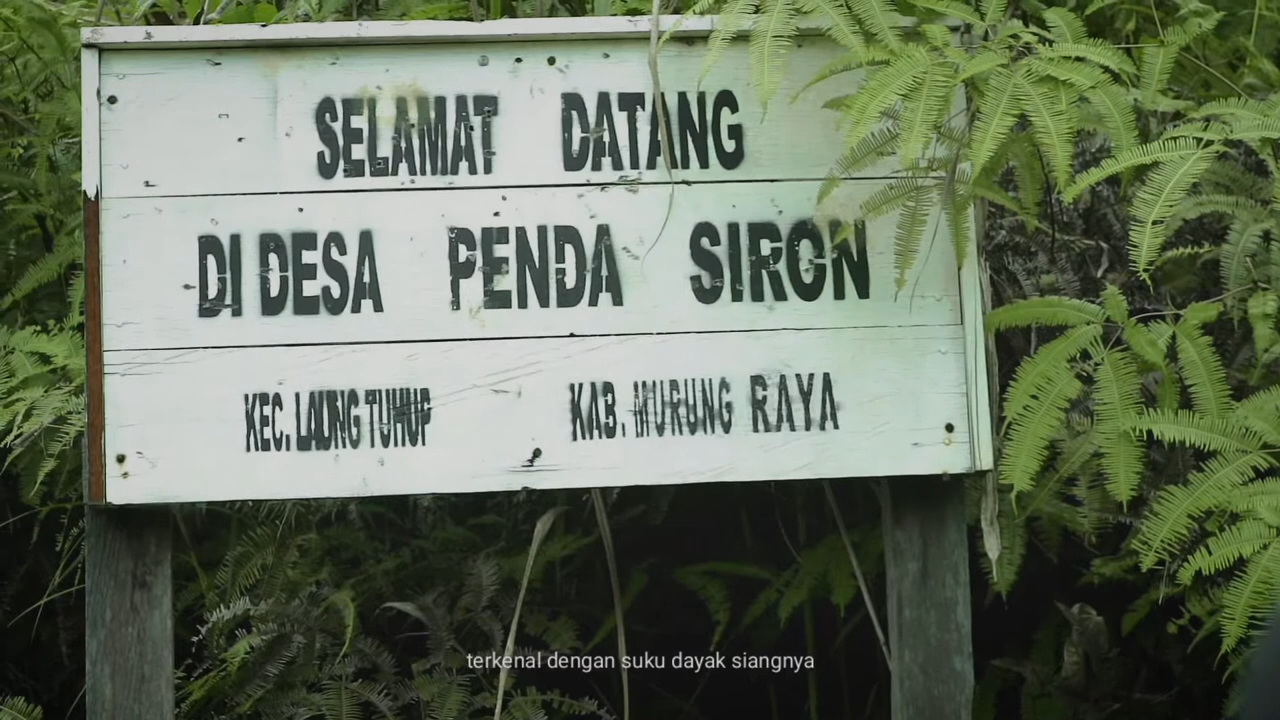 SELAMAT DATANG
DI DESA PENDA SIRON
KEC. LAUNG TUHUP KAB. MURUNG RAYA
terkenal dengan suku dayak siangnya